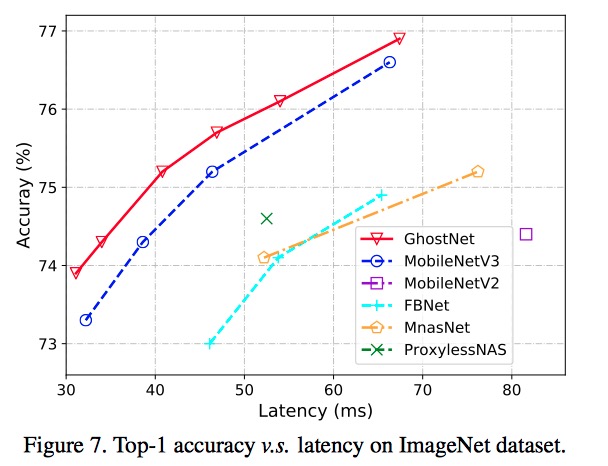 77
76
75
74
73
Accuray (%)
30 40 50 60 70 80
Latency (ms)
GhostNet
MobileNetV3
MobileNetV2
FBNet
MnasNet
ProxylessNAS
Figure 7. Top-1 accuracy v.s. latency on ImageNet dataset.